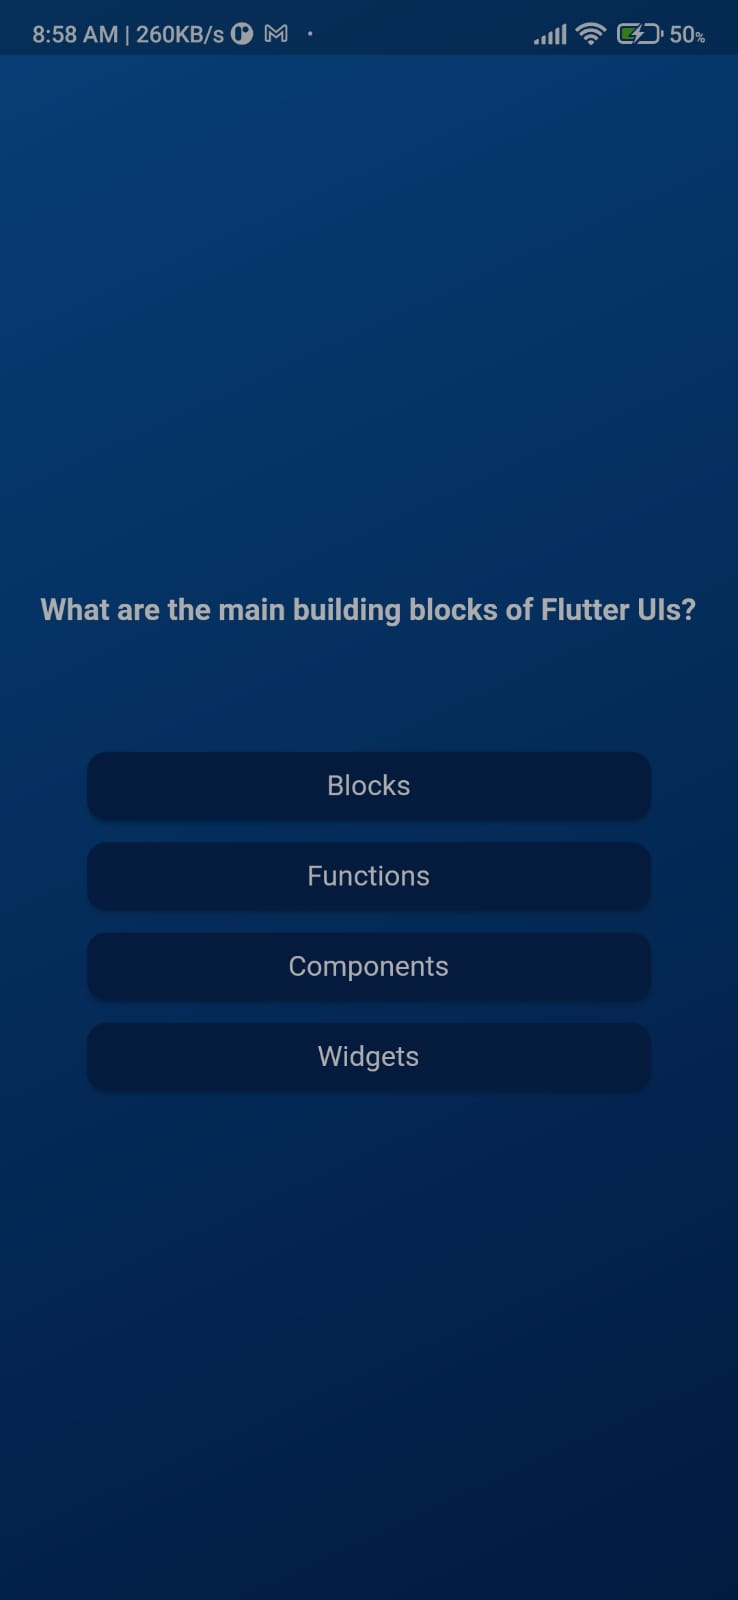 8:58 AM | 260KB/s 50%
What are the main building blocks of Flutter UIs?
Blocks
Functions
Components
Widgets